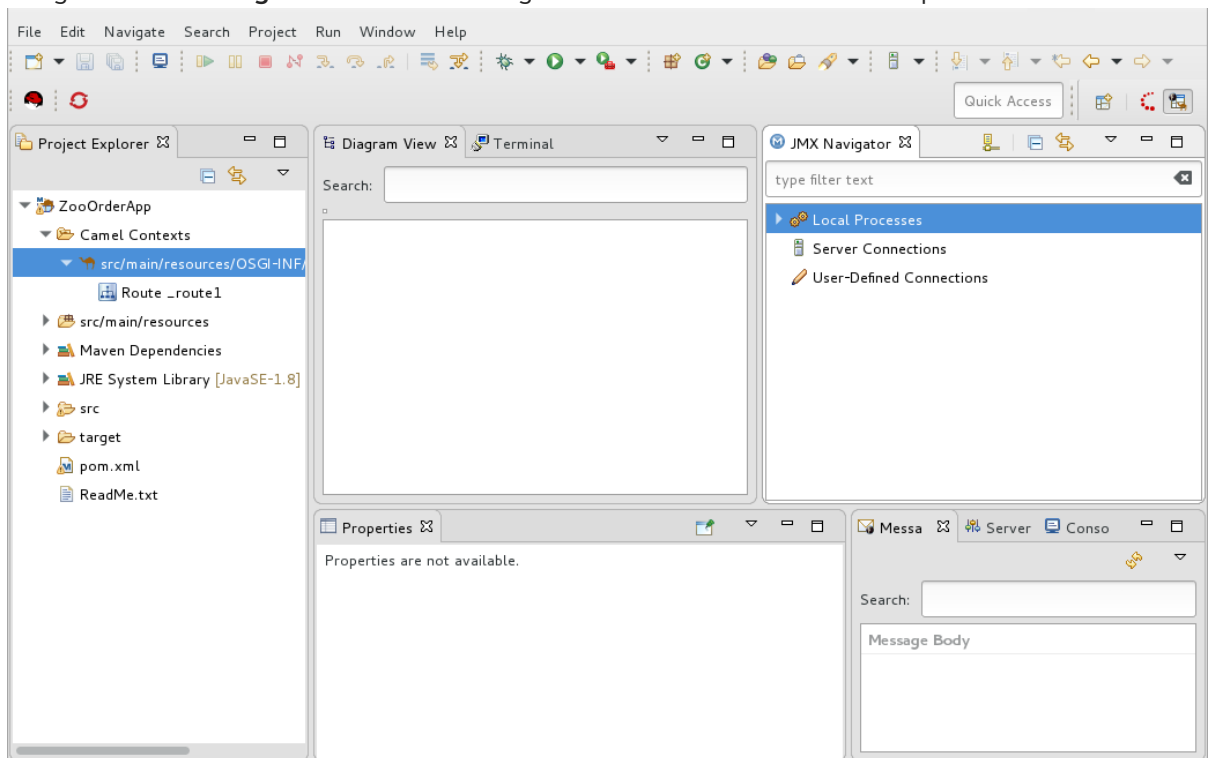 File Edit Navigate Search Project Run Window Help
Quick Access
Project Explorer
ZooOrderApp
Camel Contexts
src/main/resources/OSGI-INF/
Route _route1
src/main/resources
Maven Dependencies
JRE System Library [JavaSE-1.8]
src
target
pom.xml
ReadMe.txt
Diagram View Terminal
Search:
JMX Navigator
type filter text
Local Processes
Server Connections
User-Defined Connections
Properties
Properties are not available.
Messa Server Conso
Search:
Message Body